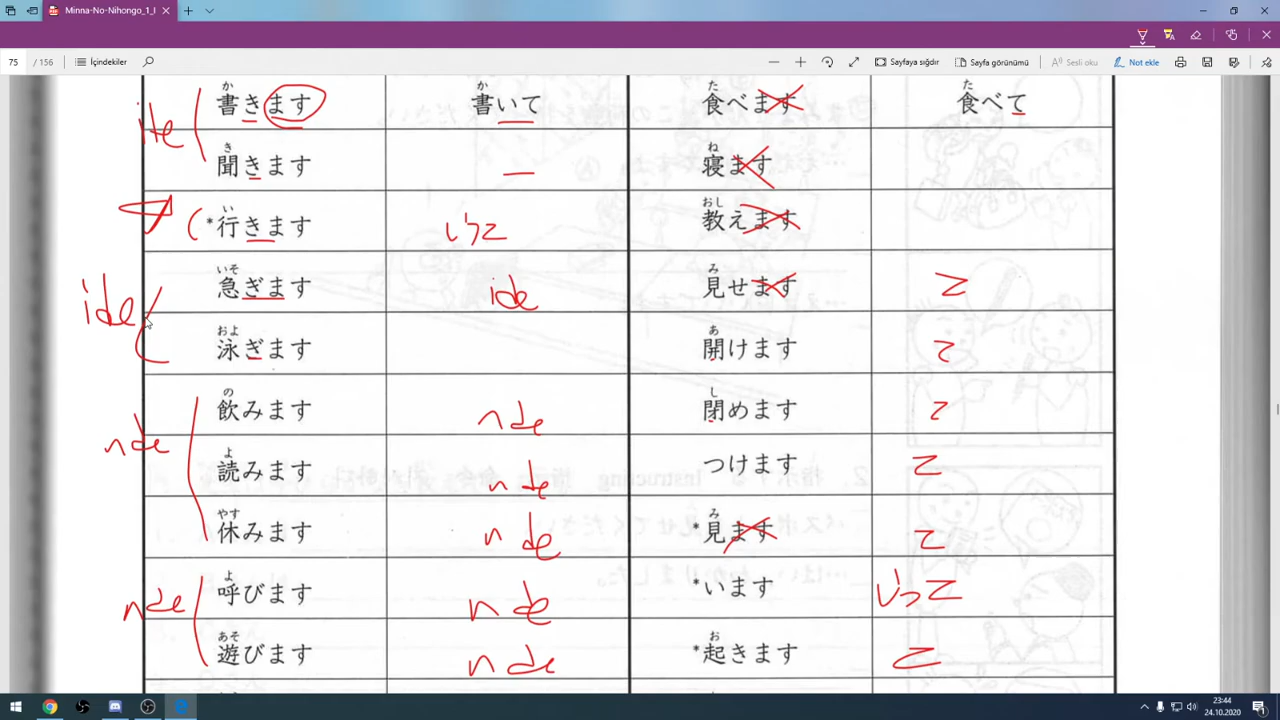 Minna-No-Nihongo_1_I
75 / 156 İçindekiler Sayfaya sığdır Sayfa görünümü Sesli oku Not ekle
か か た た
ite 書きます 書いて 食べます 食べて
き ね
聞きます 寝ます
い おし
*行きます いって 教えます
いそ み
ide 急ぎます ide 見せます て
およ あ
泳ぎます 開けます て
の し
nde 飲みます nde 閉めます て
よ
読みます nde つけます て
やす み
休みます nde *見ます て
よ
nde 呼びます nde *います いって
あそ お
遊びます nde *起きます て
23:44
24.10.2020